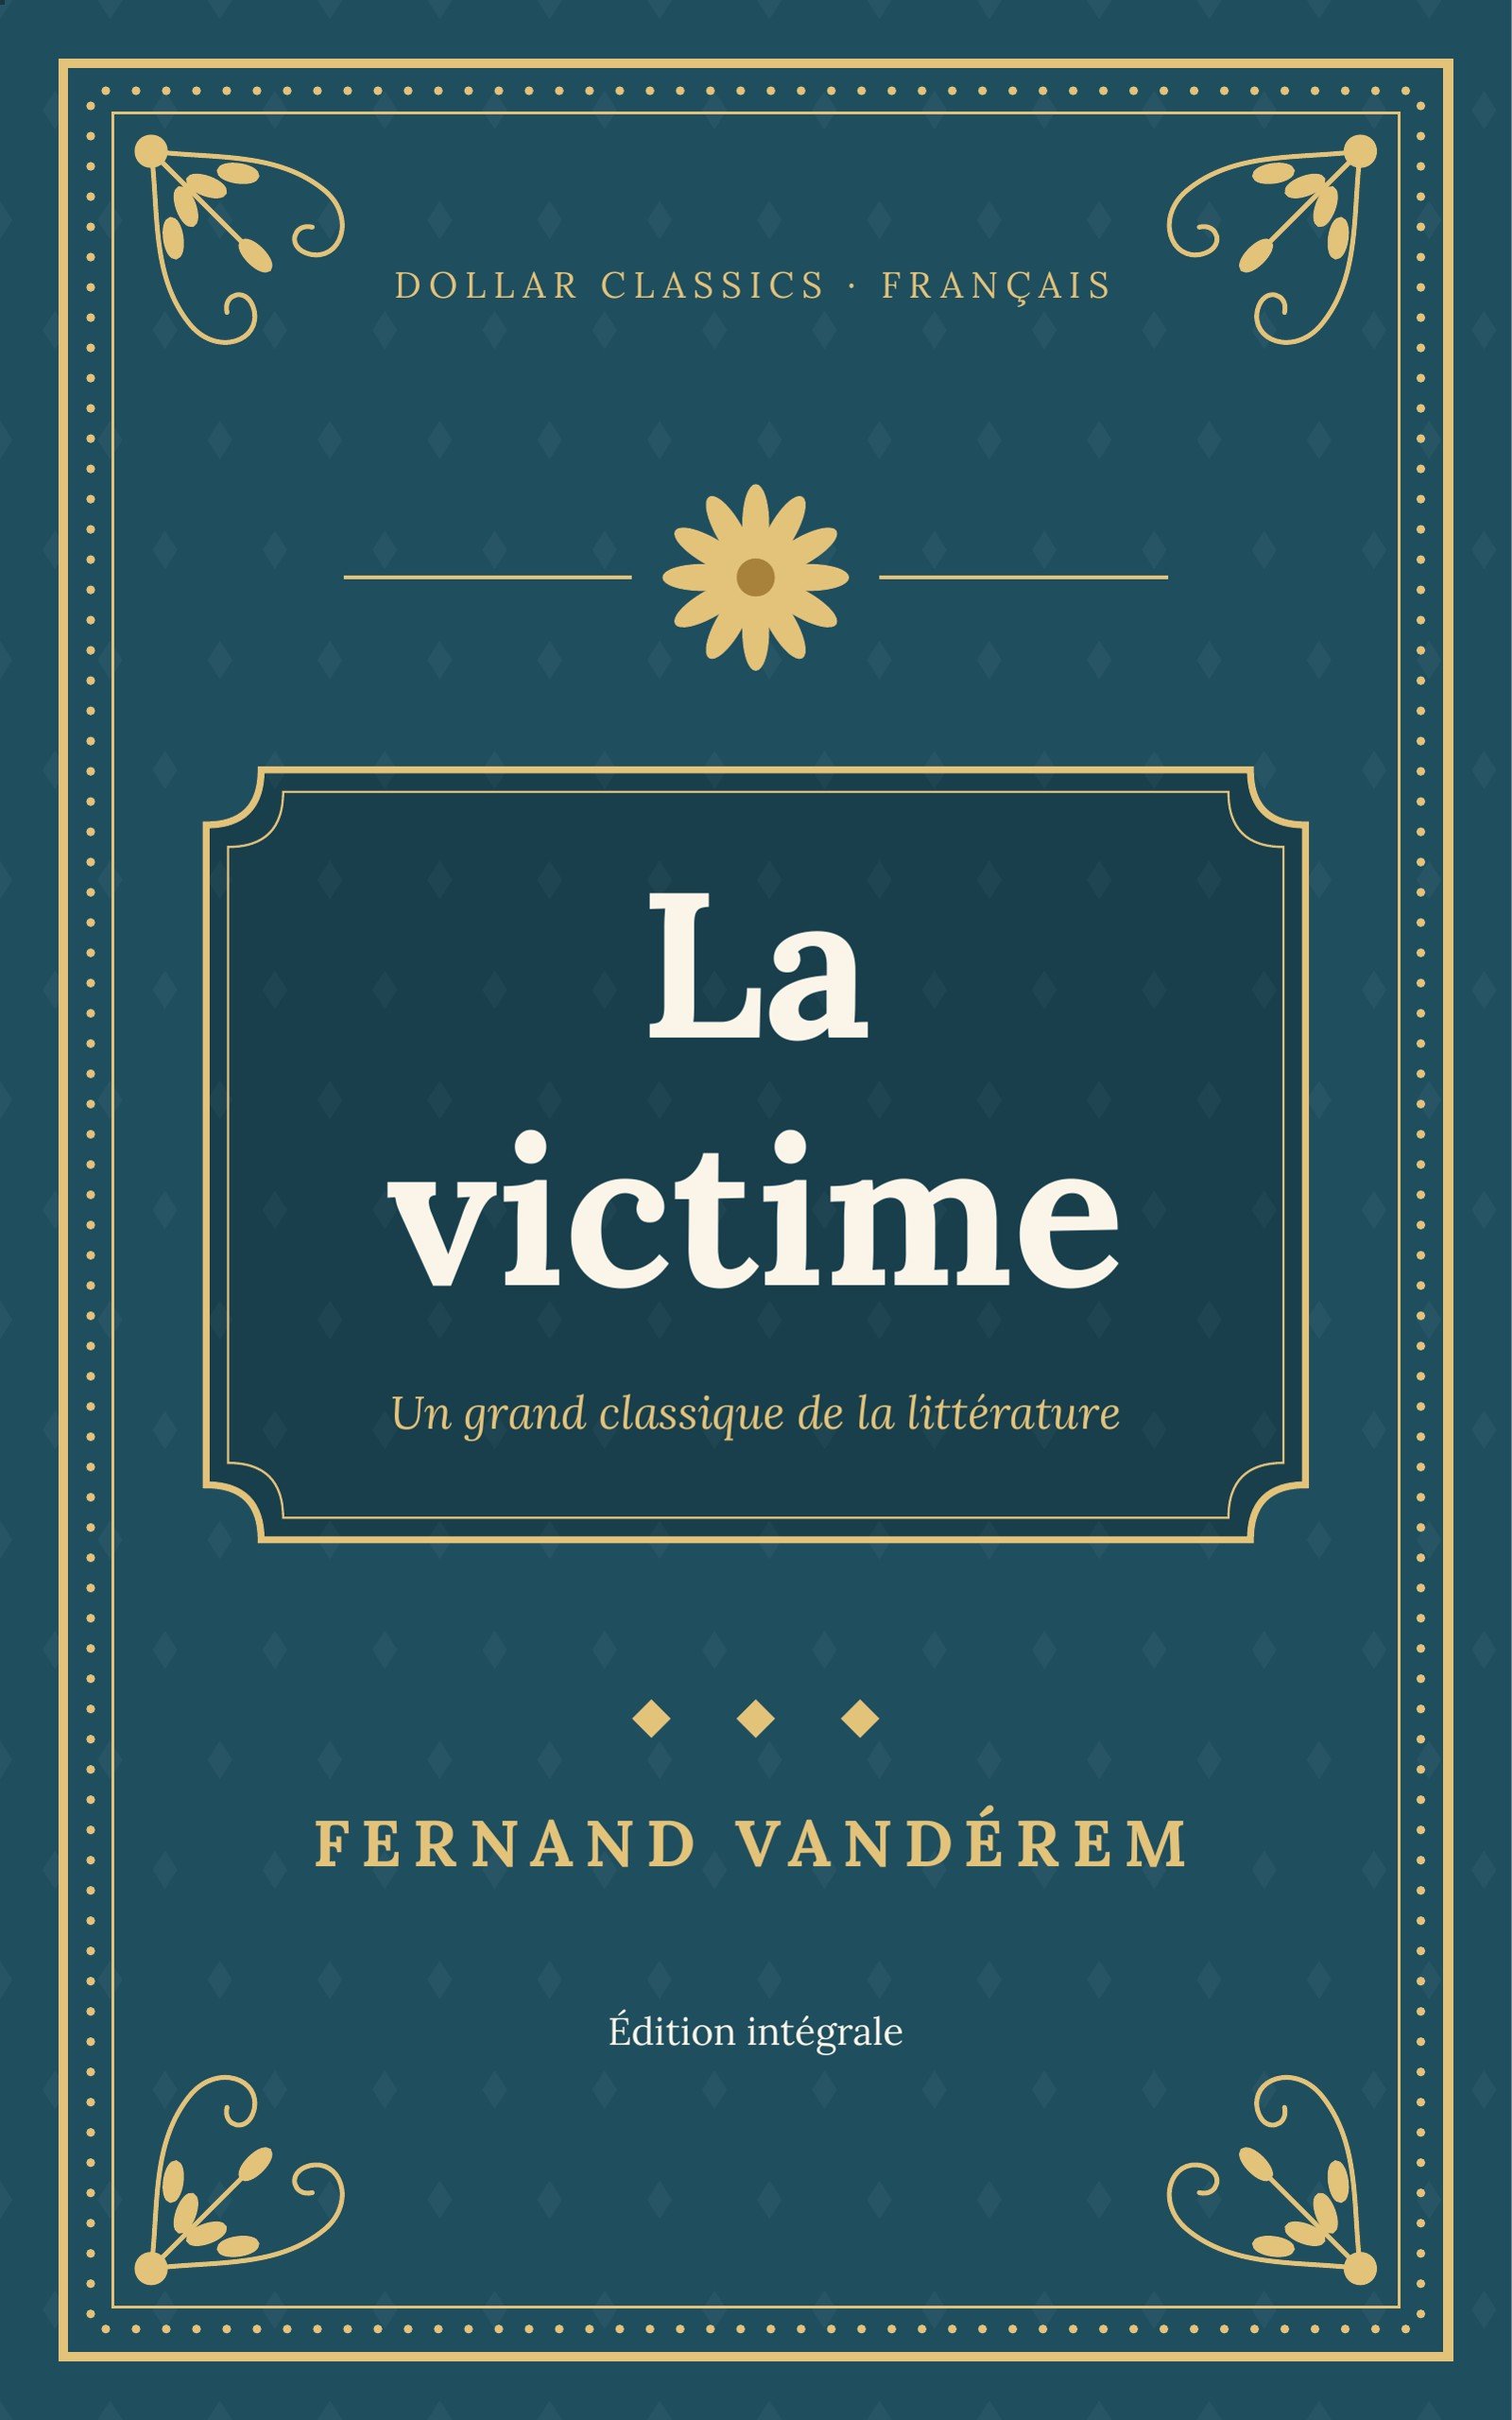 DOLLAR CLASSICS · FRANÇAIS
La
victime
Un grand classique de la littérature
FERNAND VANDÉREM
Édition intégrale